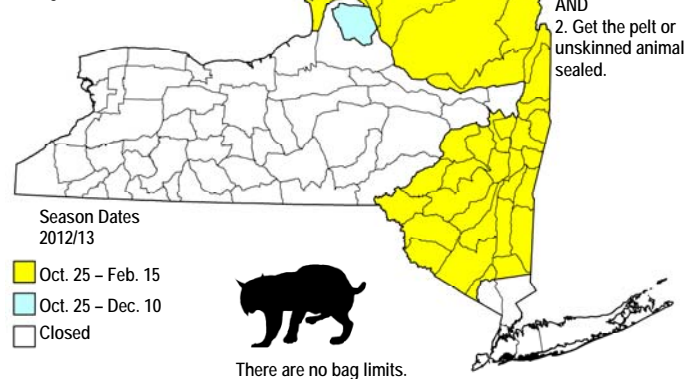 AND
2. Get the pelt or
unskinned animal
sealed.
Season Dates
2012/13
Oct. 25 – Feb. 15
Oct. 25 – Dec. 10
Closed
There are no bag limits.